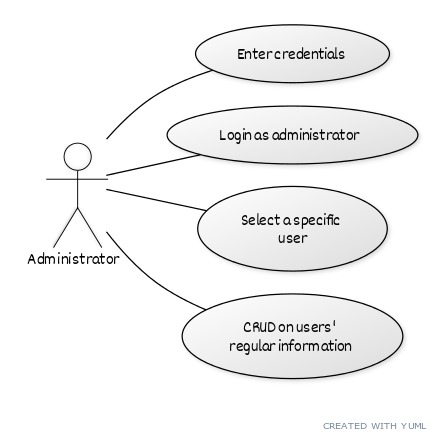 Enter credentials
Login as administrator
Select a specific
user
Administrator
CRUD on users'
regular information
CREATED WITH YUML